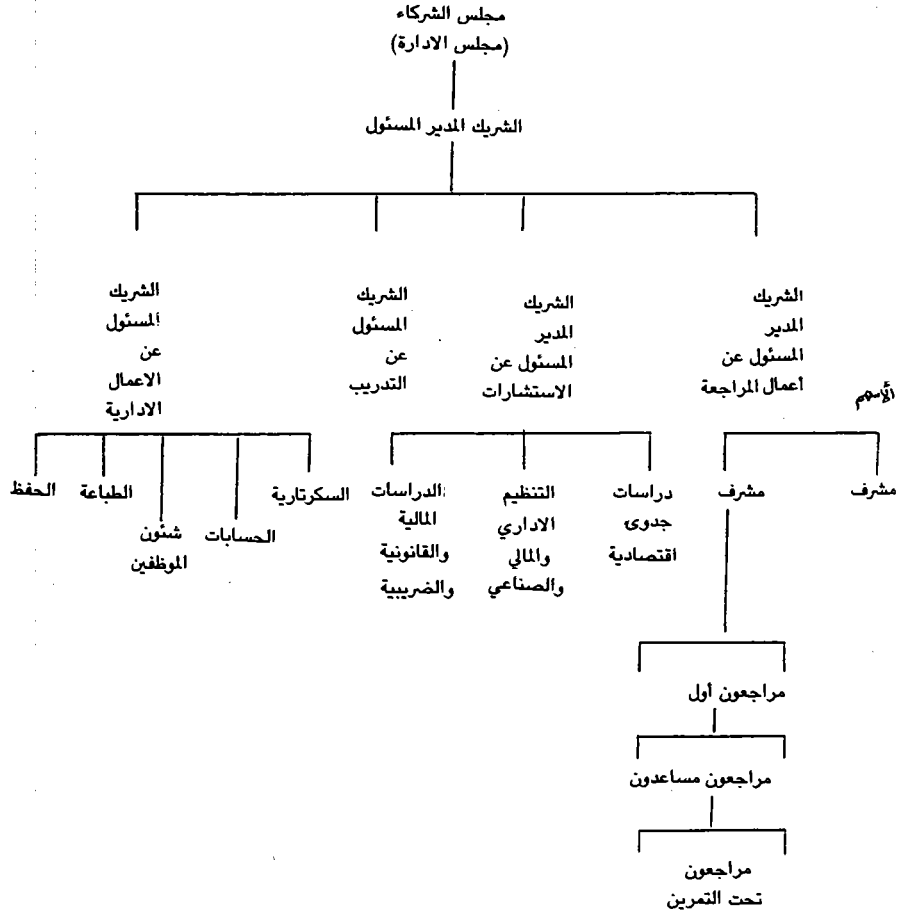 مجلس الشركاء
(مجلس الادارة)
الشريك المدير المسئول
الشريك
المدير
المسئول عن
أعمال المراجعة
الشريك
المدير
المسئول عن
الاستشارات
الشريك
المسئول
عن
التدريب
الشريك
المسئول
عن
الاعمال
الادارية
مشرف
مشرف
دراسات
جدوى
اقتصادية
التنظيم
الاداري
والمالي
والصناعي
الدراسات
المالية
والقانونية
والضريبية
السكرتارية
الحسابات
شئون
الموظفين
الطباعة
الحفظ
مراجعون أول
مراجعون مساعدون
مراجعون
تحت التمرين